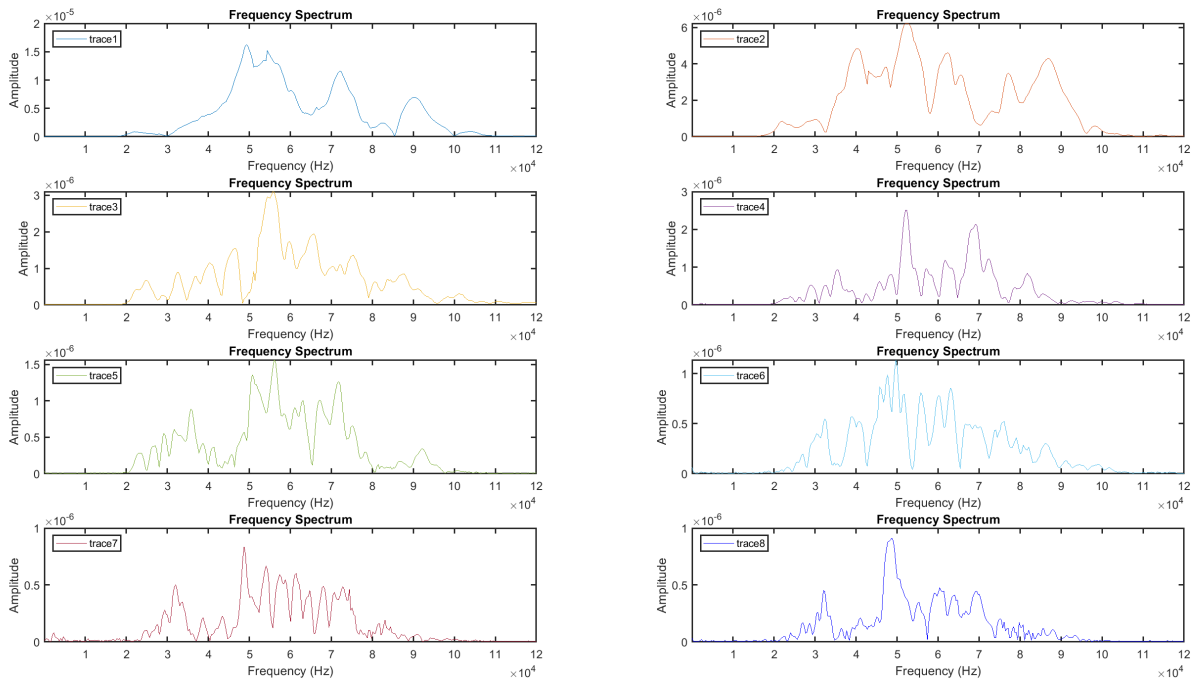 Frequency Spectrum
×10⁻⁵
trace1
2
1.5
1
0.5
0
Amplitude
1 2 3 4 5 6 7 8 9 10 11 12
Frequency (Hz)
×10⁴
Frequency Spectrum
×10⁻⁶
trace2
6
4
2
0
Amplitude
1 2 3 4 5 6 7 8 9 10 11 12
Frequency (Hz)
×10⁴
Frequency Spectrum
×10⁻⁶
trace3
3
2
1
0
Amplitude
1 2 3 4 5 6 7 8 9 10 11 12
Frequency (Hz)
×10⁴
Frequency Spectrum
×10⁻⁶
trace4
3
2
1
0
Amplitude
1 2 3 4 5 6 7 8 9 10 11 12
Frequency (Hz)
×10⁴
Frequency Spectrum
×10⁻⁶
trace5
1.5
1
0.5
0
Amplitude
1 2 3 4 5 6 7 8 9 10 11 12
Frequency (Hz)
×10⁴
Frequency Spectrum
×10⁻⁶
trace6
1
0.5
0
Amplitude
1 2 3 4 5 6 7 8 9 10 11 12
Frequency (Hz)
×10⁴
Frequency Spectrum
×10⁻⁶
trace7
1
0.5
0
Amplitude
1 2 3 4 5 6 7 8 9 10 11 12
Frequency (Hz)
×10⁴
Frequency Spectrum
×10⁻⁶
trace8
1
0.5
0
Amplitude
1 2 3 4 5 6 7 8 9 10 11 12
Frequency (Hz)
×10⁴